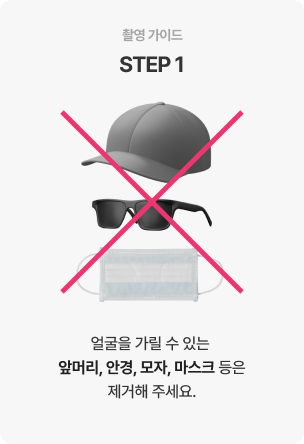 촬영 가이드
STEP 1
얼굴을 가릴 수 있는
앞머리, 안경, 모자, 마스크 등은
제거해 주세요.